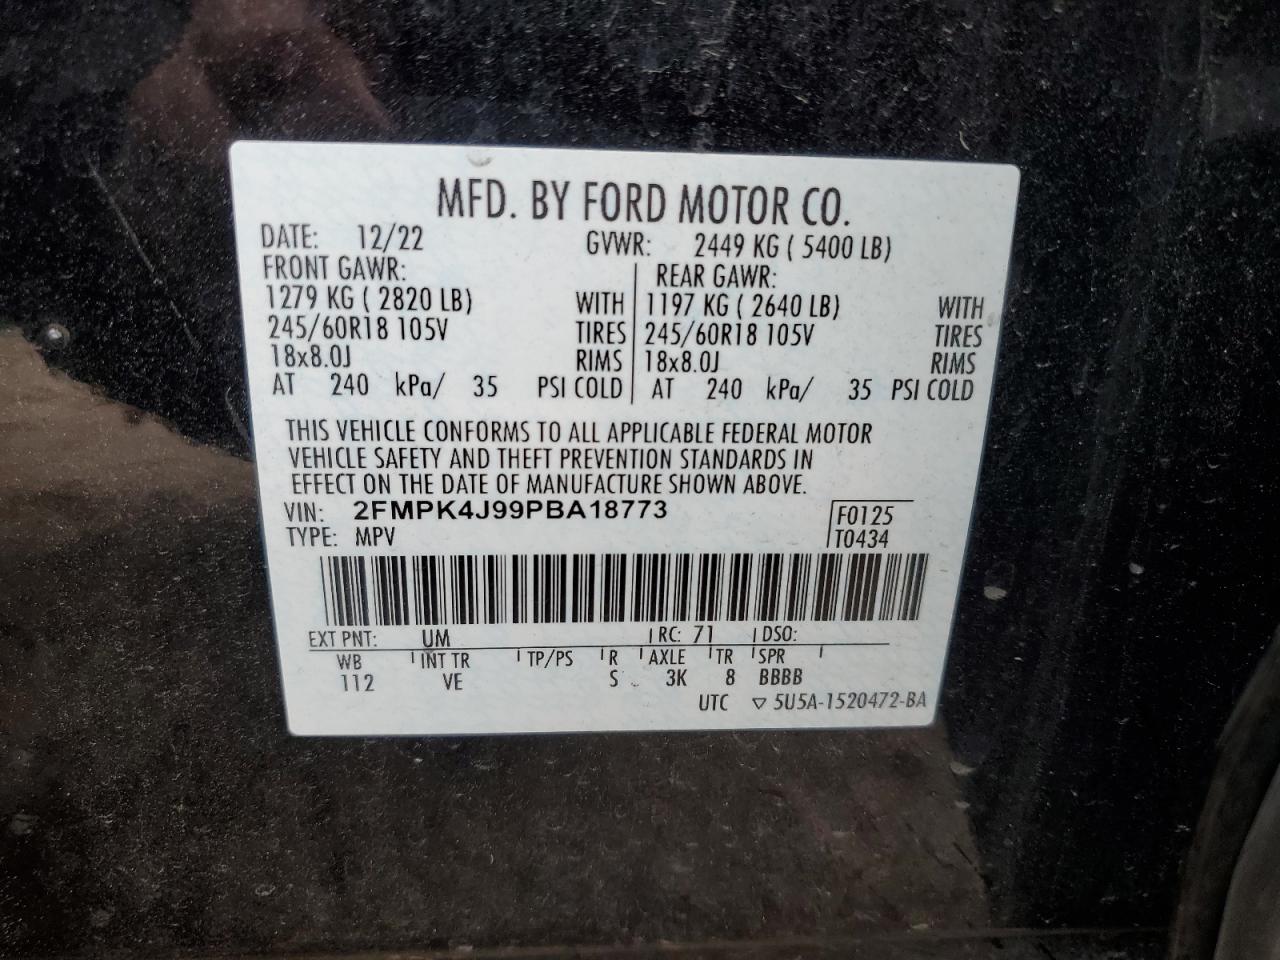 MFD. BY FORD MOTOR CO.
DATE: 12/22 GVWR: 2449 KG ( 5400 LB)
FRONT GAWR: REAR GAWR:
1279 KG ( 2820 LB) WITH 1197 KG ( 2640 LB) WITH
245/60R18 105V TIRES 245/60R18 105V TIRES
18x8.0J RIMS 18x8.0J RIMS
AT 240 kPa/ 35 PSI COLD AT 240 kPa/ 35 PSI COLD
THIS VEHICLE CONFORMS TO ALL APPLICABLE FEDERAL MOTOR
VEHICLE SAFETY AND THEFT PREVENTION STANDARDS IN
EFFECT ON THE DATE OF MANUFACTURE SHOWN ABOVE.
VIN: 2FMPK4J99PBA18773 F0125
TYPE: MPV T0434
EXT PNT: UM RC: 71 DSO:
WB INT TR TP/PS R AXLE TR SPR
112 VE S 3K 8 BBBB
UTC ▽ 5U5A-1520472-BA